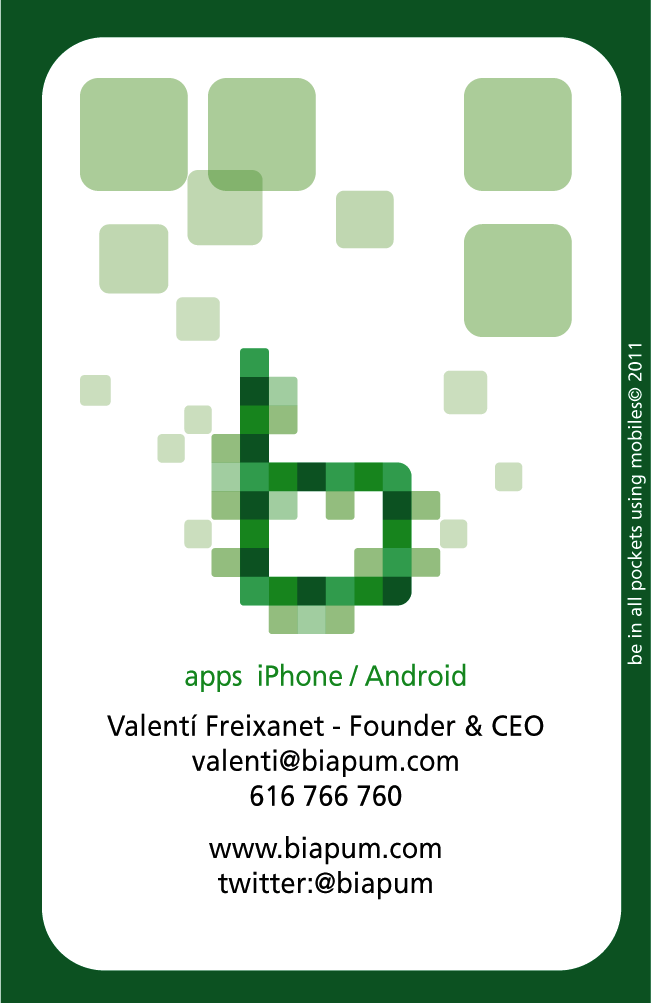 apps iPhone / Android
Valentí Freixanet - Founder & CEO
valenti@biapum.com
616 766 760
www.biapum.com
twitter:@biapum
be in all pockets using mobiles© 2011